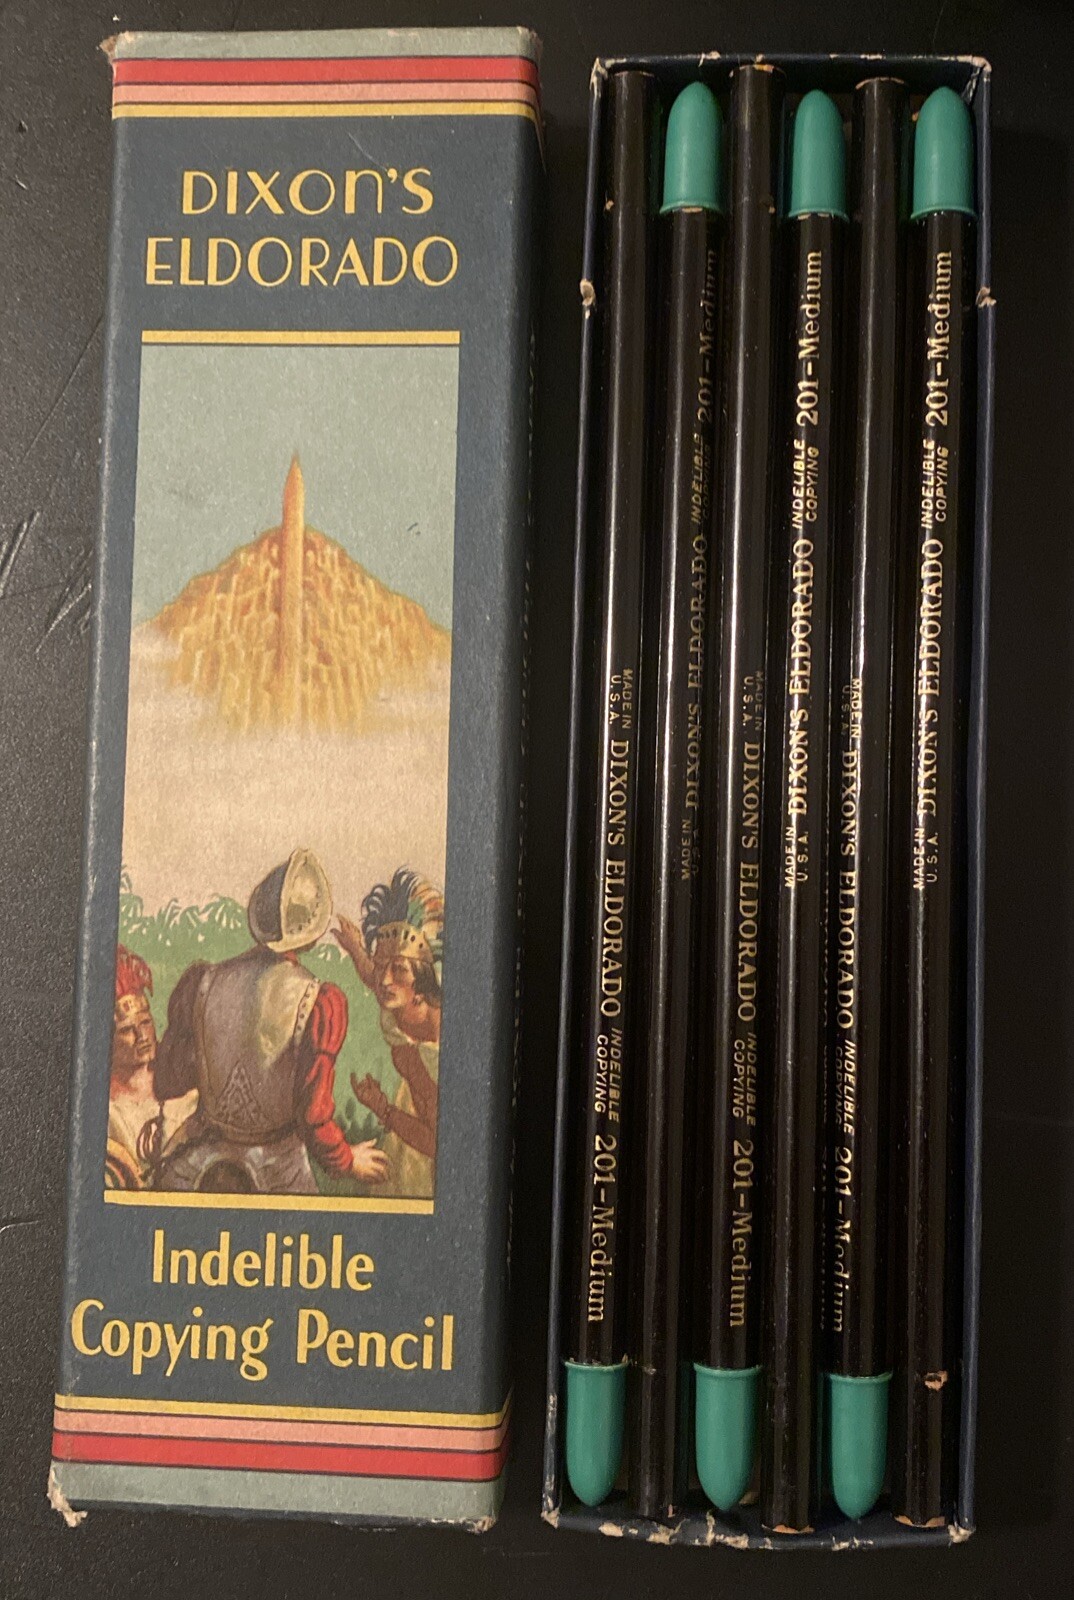 DIXON'S
ELDORADO
Indelible
Copying Pencil
MADE IN
U.S.A.
DIXON'S ELDORADO
INDELIBLE
COPYING
201-Medium
MADE IN
U.S.A.
DIXON'S ELDORADO
INDELIBLE
COPYING
201-Medium
MADE IN
U.S.A.
DIXON'S ELDORADO
INDELIBLE
COPYING
201-Medium
MADE IN
U.S.A.
DIXON'S ELDORADO
INDELIBLE
COPYING
201-Medium
MADE IN
U.S.A.
DIXON'S ELDORADO
INDELIBLE
COPYING
201-Medium
MADE IN
U.S.A.
DIXON'S ELDORADO
INDELIBLE
COPYING
201-Medium